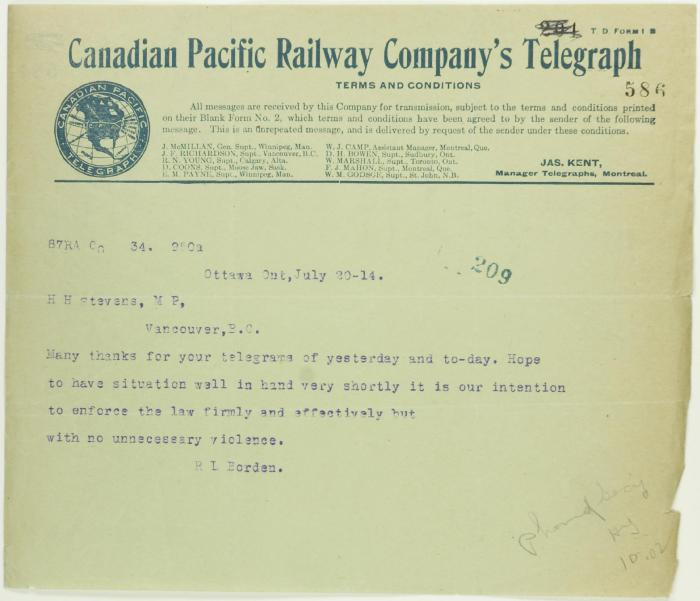 T. D. FORM 1 B
Canadian Pacific Railway Company's Telegraph
TERMS AND CONDITIONS
586
CANADIAN PACIFIC TELEGRAPH
All messages are received by this Company for transmission, subject to the terms and conditions printed
on their Blank Form No. 2, which terms and conditions have been agreed to by the sender of the following
message. This is an unrepeated message, and is delivered by request of the sender under these conditions.
J. McMILLAN, Gen. Supt., Winnipeg, Man.
J. F. RICHARDSON, Supt., Vancouver, B.C.
R. N. YOUNG, Supt., Calgary, Alta.
D. COONS, Supt., Moose Jaw, Sask.
E. M. PAYNE, Supt., Winnipeg, Man.
W. J. CAMP, Assistant Manager, Montreal, Que.
D. H. BOWEN, Supt., Sudbury, Ont.
W. MARSHALL, Supt., Toronto, Ont.
F. J. MAHON, Supt., Montreal, Que.
W. M. GODSOE, Supt., St. John, N.B.
JAS. KENT,
Manager Telegraphs, Montreal.
87RA 34.
209
Ottawa Ont, July 20-14.
H H Stevens, M P,
Vancouver, B.C.
Many thanks for your telegrams of yesterday and to-day. Hope
to have situation well in hand very shortly it is our intention
to enforce the law firmly and effectively but
with no unnecessary violence.
R L Borden.
phoned